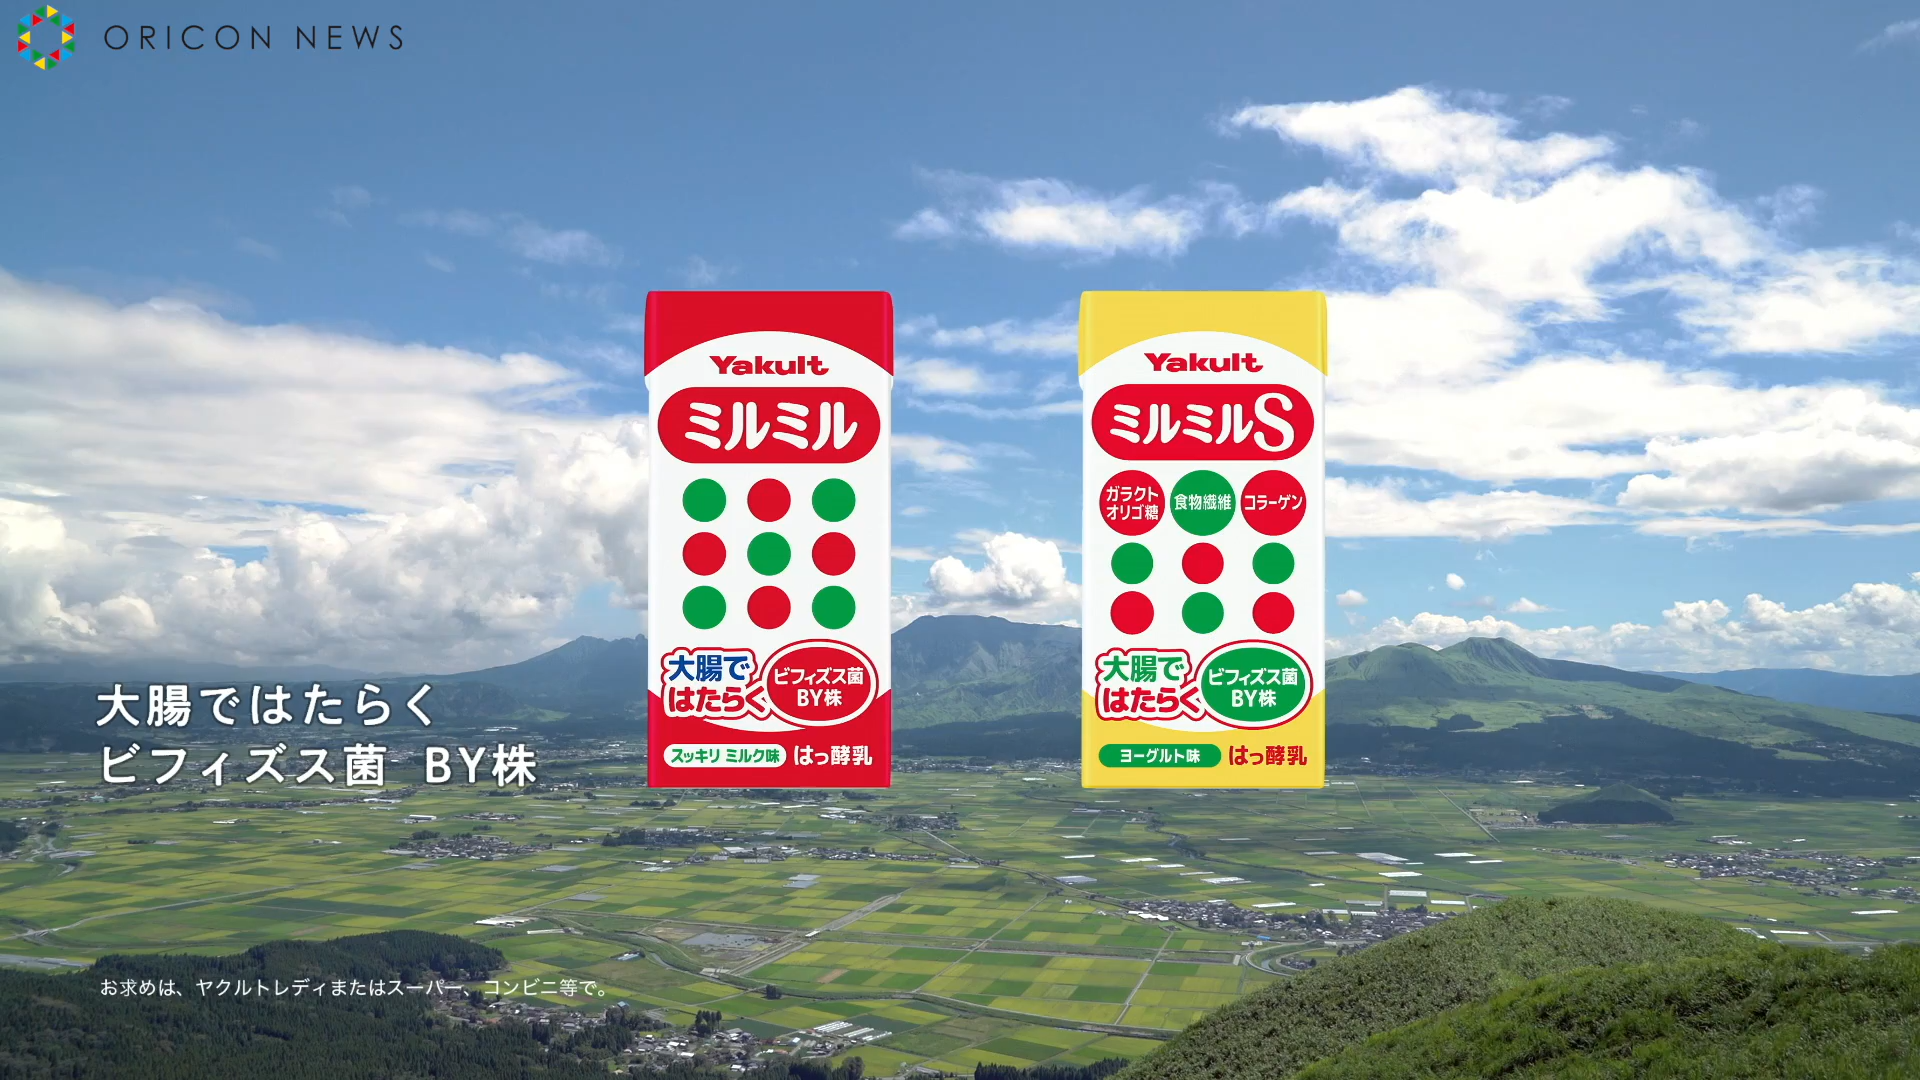 ORICON NEWS
Yakult
ミルミル
大腸で
はたらく
ビフィズス菌
BY株
スッキリ ミルク味
はっ酵乳
Yakult
ミルミルS
ガラクト
オリゴ糖
食物繊維
コラーゲン
大腸で
はたらく
ビフィズス菌
BY株
ヨーグルト味
はっ酵乳
大腸ではたらく
ビフィズス菌 BY株
お求めは、ヤクルトレディまたはスーパー、コンビニ等で。